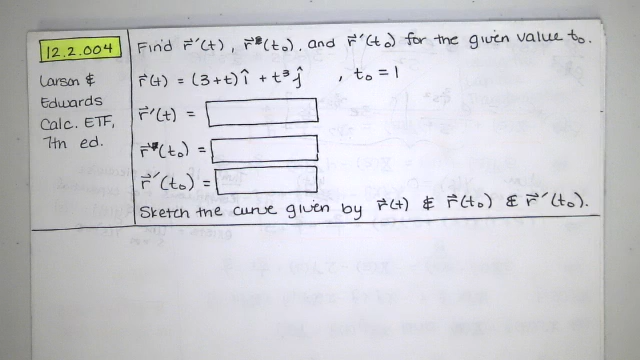 12.2.004
Larson &
Edwards
Calc. ETF,
7th ed.
Find r⃗′(t), r⃗(t₀), and r⃗′(t₀) for the given value t₀.
r⃗(t) = (3+t)î + t³ĵ , t₀ = 1
r⃗′(t) =
r⃗(t₀) =
r⃗′(t₀) =
Sketch the curve given by r⃗(t) & r⃗(t₀) & r⃗′(t₀).